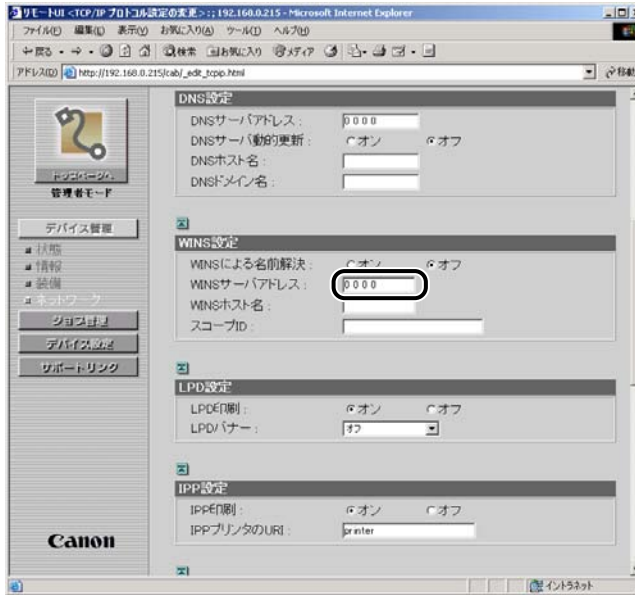 リモートUI <TCP/IP プロトコル設定の変更>:; 192.168.0.215 - Microsoft Internet Explorer
ファイル(F) 編集(E) 表示(V) お気に入り(A) ツール(T) ヘルプ(H)
戻る 検索 お気に入り メディア
アドレス(D) http://192.168.0.215/cab/_edit_tcpip.html 移動
DNS設定
DNSサーバアドレス: 0 0 0 0
DNSサーバ動的更新: オン オフ
DNSホスト名:
DNSドメイン名:
トップページへ
管理者モード
デバイス管理
状態
情報
装備
ネットワーク
ジョブ管理
デバイス設定
サポートリンク
WINS設定
WINSによる名前解決: オン オフ
WINSサーバアドレス: 0 0 0 0
WINSホスト名:
スコープID:
LPD設定
LPD印刷: オン オフ
LPDバナー: オフ
IPP設定
IPP印刷: オン オフ
IPPプリンタのURI: printer
Canon
イントラネット